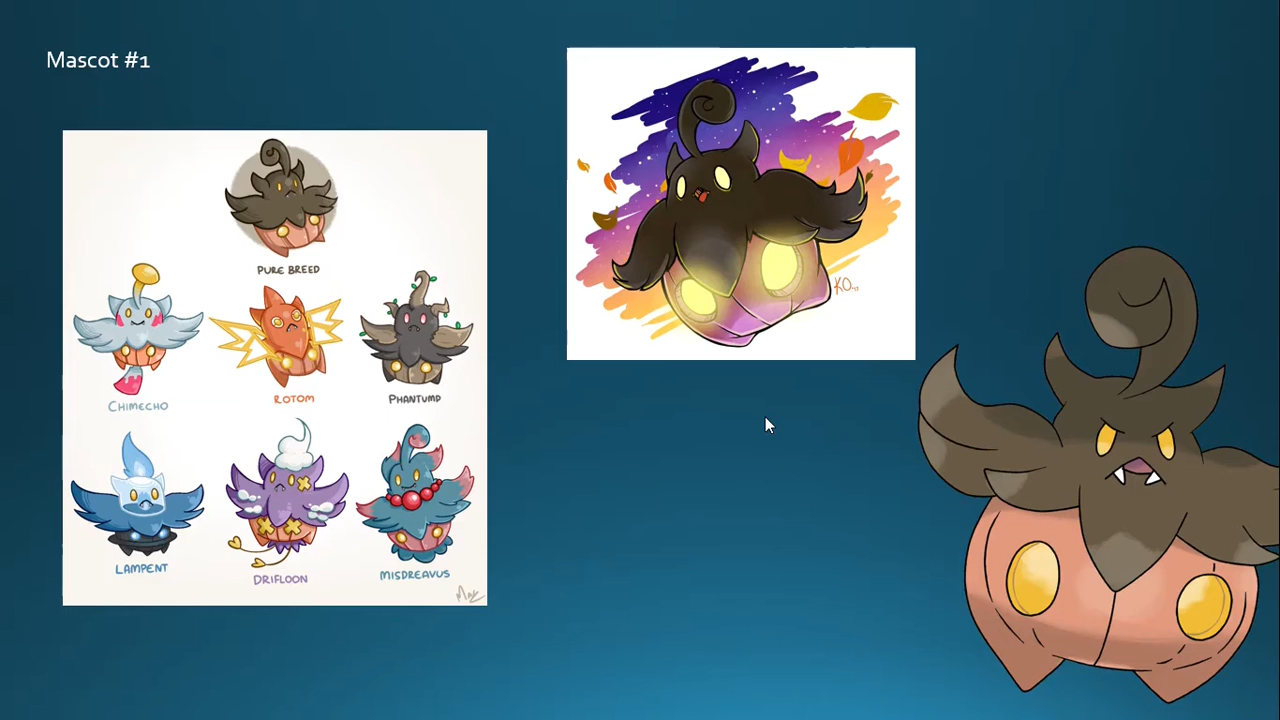 Mascot #1
PURE BREED
CHIMECHO
ROTOM
PHANTUMP
LAMPENT
DRIFLOON
MISDREAVUS